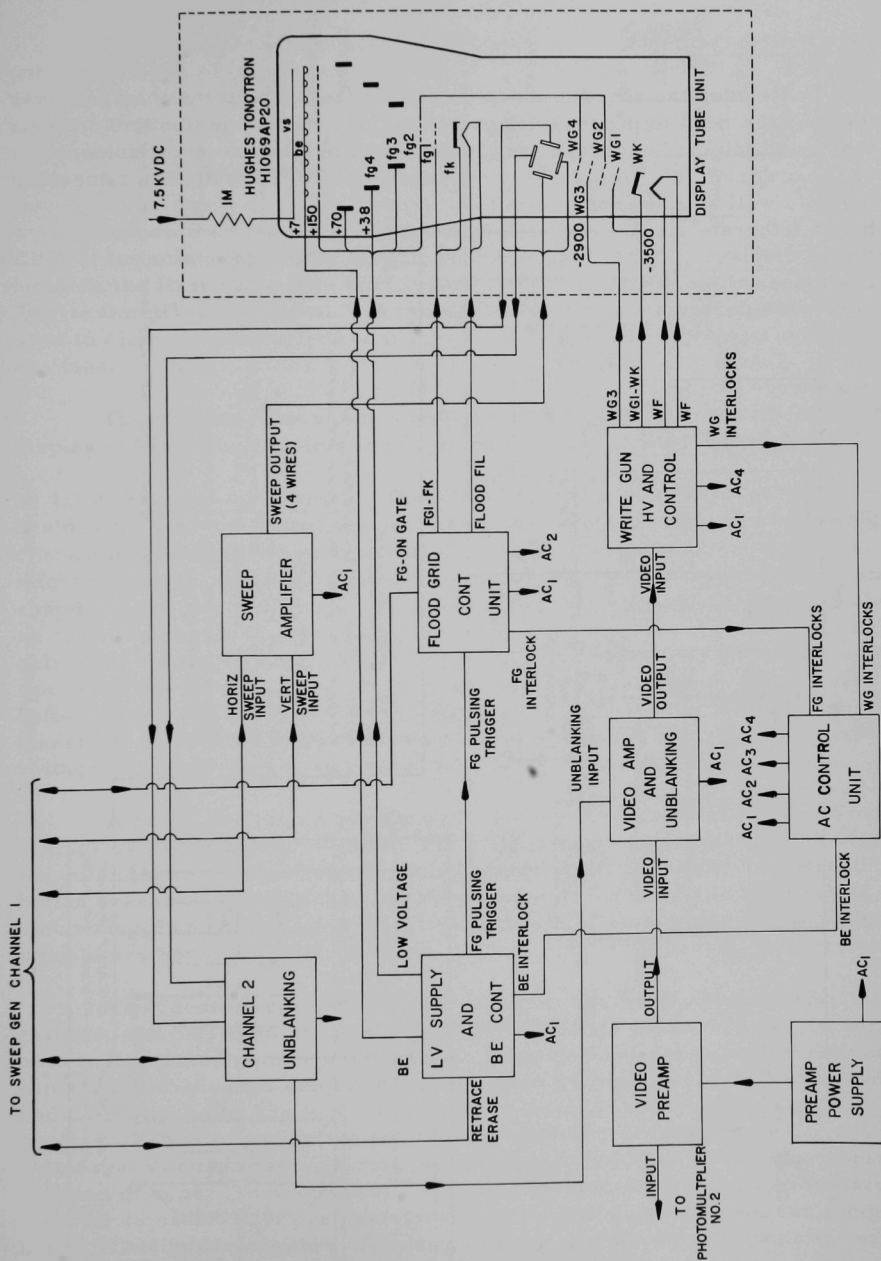 TO SWEEP GEN CHANNEL 1
7.5 KVDC
1M
HUGHES TONOTRON
H1069AP20
vs
+7
be
+150
+70
+38
fg4
fg3
fg2
fg1
fk
WG4
WG3
WG2
WG1
-2900
WK
-3500
DISPLAY TUBE UNIT
CHANNEL 2
UNBLANKING
HORIZ
SWEEP
INPUT
VERT
SWEEP
INPUT
SWEEP
AMPLIFIER
SWEEP OUTPUT
(4 WIRES)
AC1
RETRACE
ERASE
BE
LOW VOLTAGE
LV SUPPLY
AND
BE CONT
AC1
BE INTERLOCK
FG PULSING
TRIGGER
FG PULSING
TRIGGER
FG-ON GATE
FLOOD GRID
CONT
UNIT
FG1-FK
FLOOD FIL
AC1
AC2
FG
INTERLOCK
INPUT
TO
PHOTOMULTPLIER
NO.2
VIDEO
PREAMP
OUTPUT
VIDEO
INPUT
UNBLANKING
INPUT
VIDEO AMP
AND
UNBLANKING
AC1
VIDEO
OUTPUT
VIDEO
INPUT
WRITE GUN
HV AND
CONTROL
WG3
WG1-WK
WF
WF
AC1
AC4
WG
INTERLOCKS
PREAMP
POWER
SUPPLY
AC1
BE INTERLOCK
AC1
AC2
AC3
AC4
AC CONTROL
UNIT
FG INTERLOCKS
WG INTERLOCKS